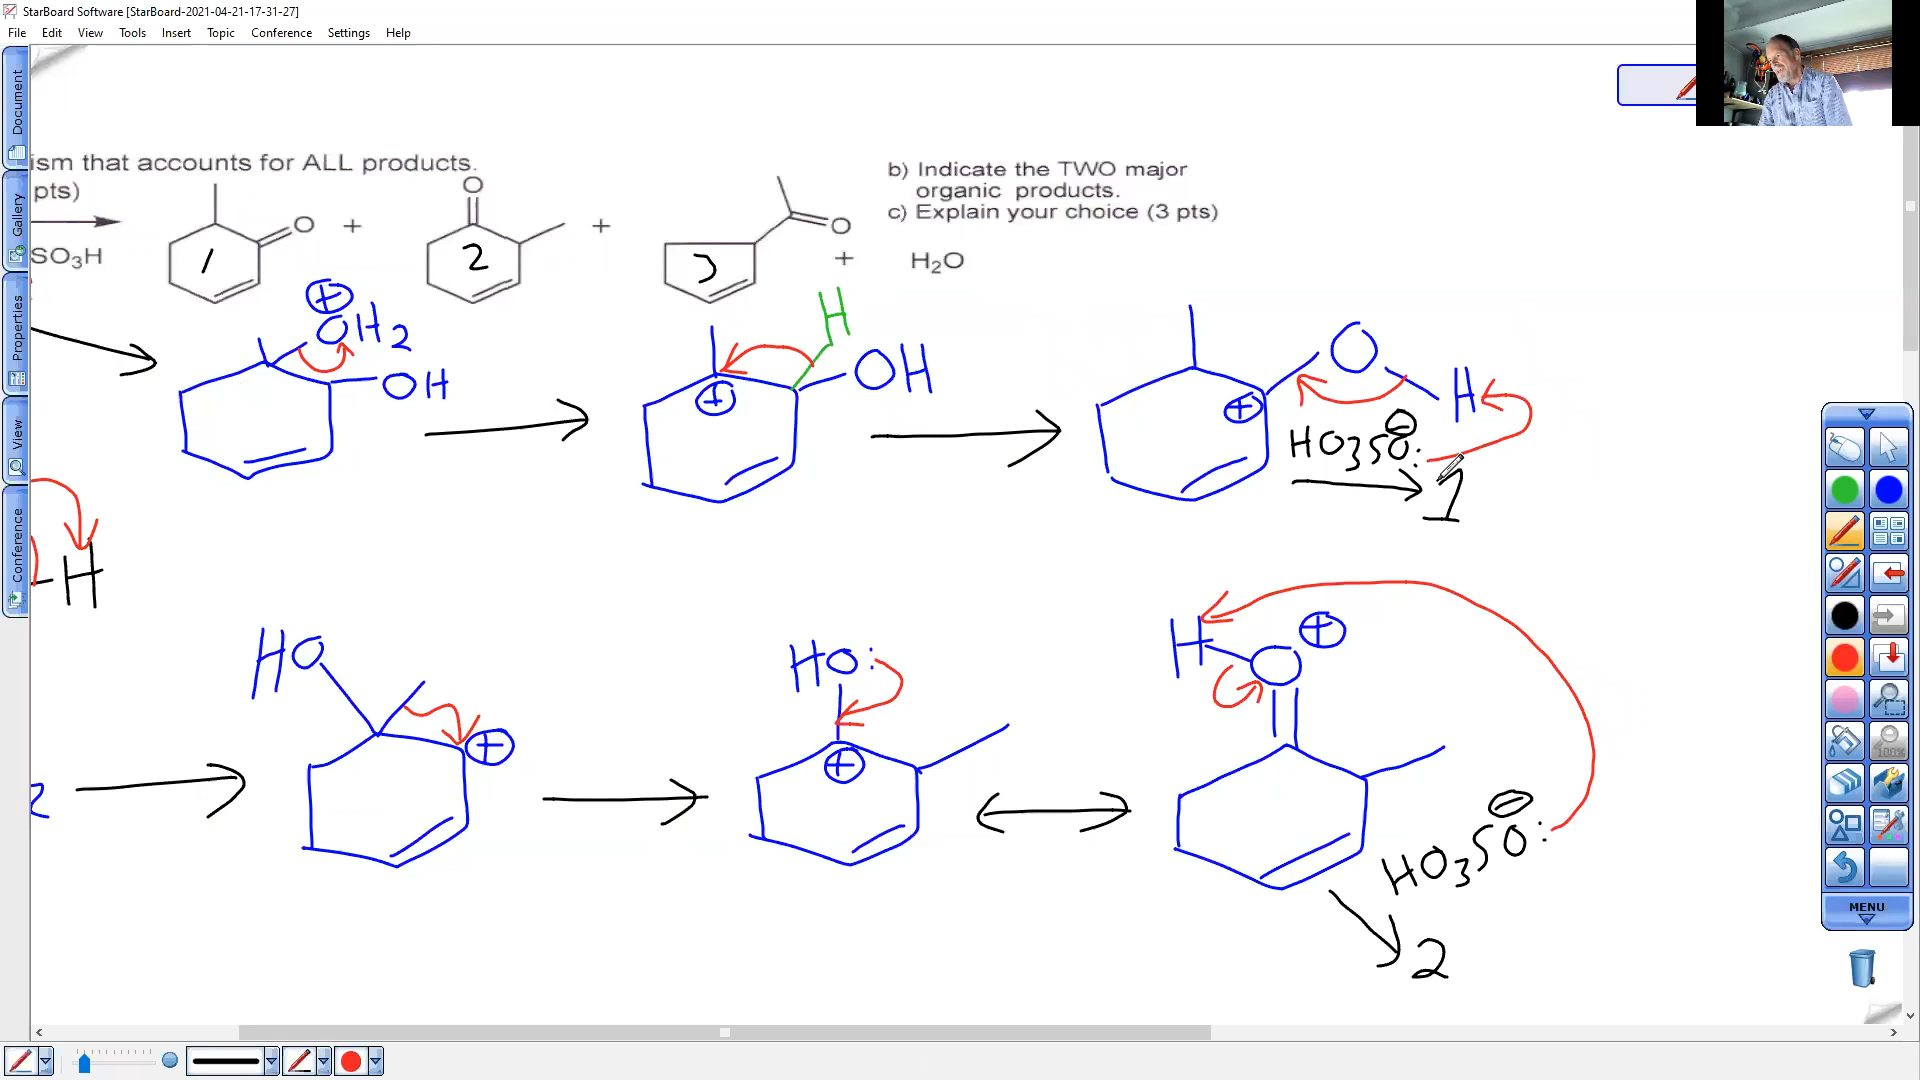 StarBoard Software [StarBoard-2021-04-21-17-31-27]
File Edit View Tools Insert Topic Conference Settings Help
Document
Gallery
Properties
View
Conference
ism that accounts for ALL products.
pts)
SO3H
O
1
+
O
2
+
O
3
+
H2O
b) Indicate the TWO major
organic products.
c) Explain your choice (3 pts)
+
OH2
OH
H
OH
+
O
H
+
HO3SO:
−
1
H
2
HO
+
HO:
+
H
O
+
HO3SO:
−
2
MENU